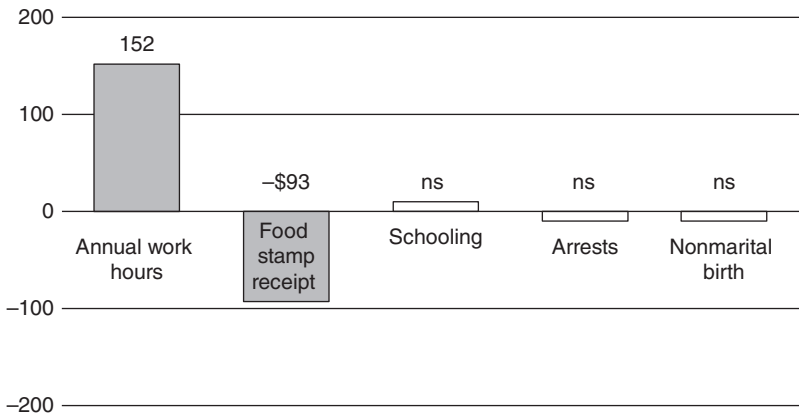 200
152
100
–$93
ns
ns
ns
0
Annual work
hours
Food
stamp
receipt
Schooling
Arrests
Nonmarital
birth
–100
–200